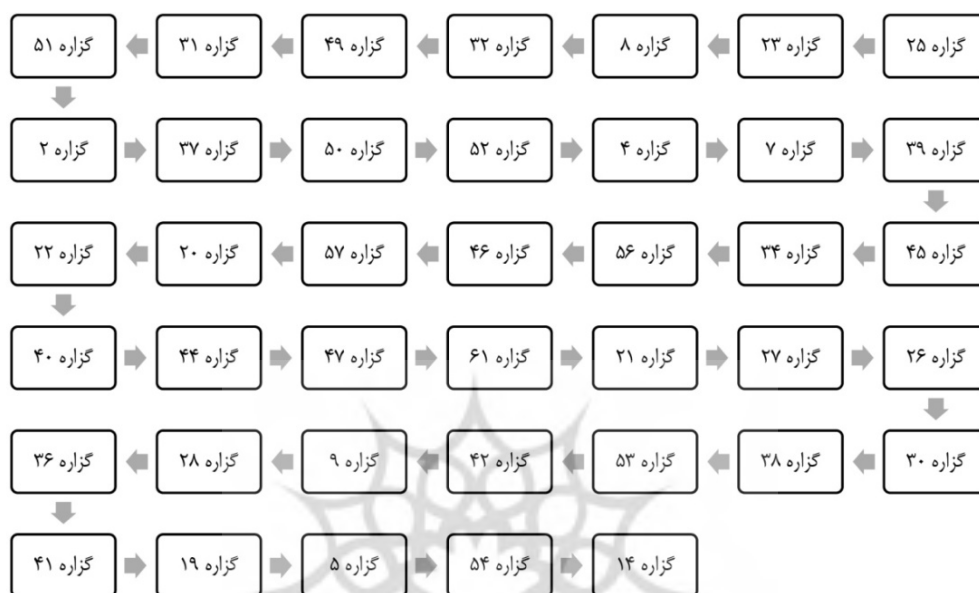 گزاره ۲۵ گزاره ۲۳ گزاره ۸ گزاره ۳۲ گزاره ۴۹ گزاره ۳۱ گزاره ۵۱
گزاره ۲ گزاره ۳۷ گزاره ۵۰ گزاره ۵۲ گزاره ۴ گزاره ۷ گزاره ۳۹
گزاره ۴۵ گزاره ۳۴ گزاره ۵۶ گزاره ۴۶ گزاره ۵۷ گزاره ۲۰ گزاره ۲۲
گزاره ۴۰ گزاره ۴۴ گزاره ۴۷ گزاره ۶۱ گزاره ۲۱ گزاره ۲۷ گزاره ۲۶
گزاره ۳۰ گزاره ۳۸ گزاره ۵۳ گزاره ۴۲ گزاره ۹ گزاره ۲۸ گزاره ۳۶
گزاره ۴۱ گزاره ۱۹ گزاره ۵ گزاره ۵۴ گزاره ۱۴